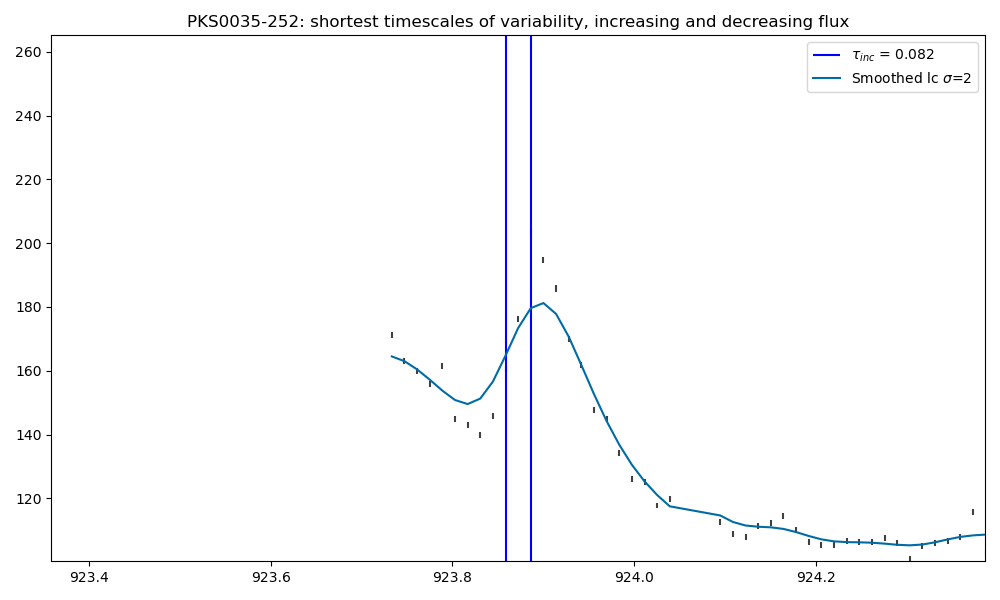 PKS0035-252: shortest timescales of variability, increasing and decreasing flux
τinc = 0.082
Smoothed lc σ=2
260
240
220
200
180
160
140
120
923.4 923.6 923.8 924.0 924.2